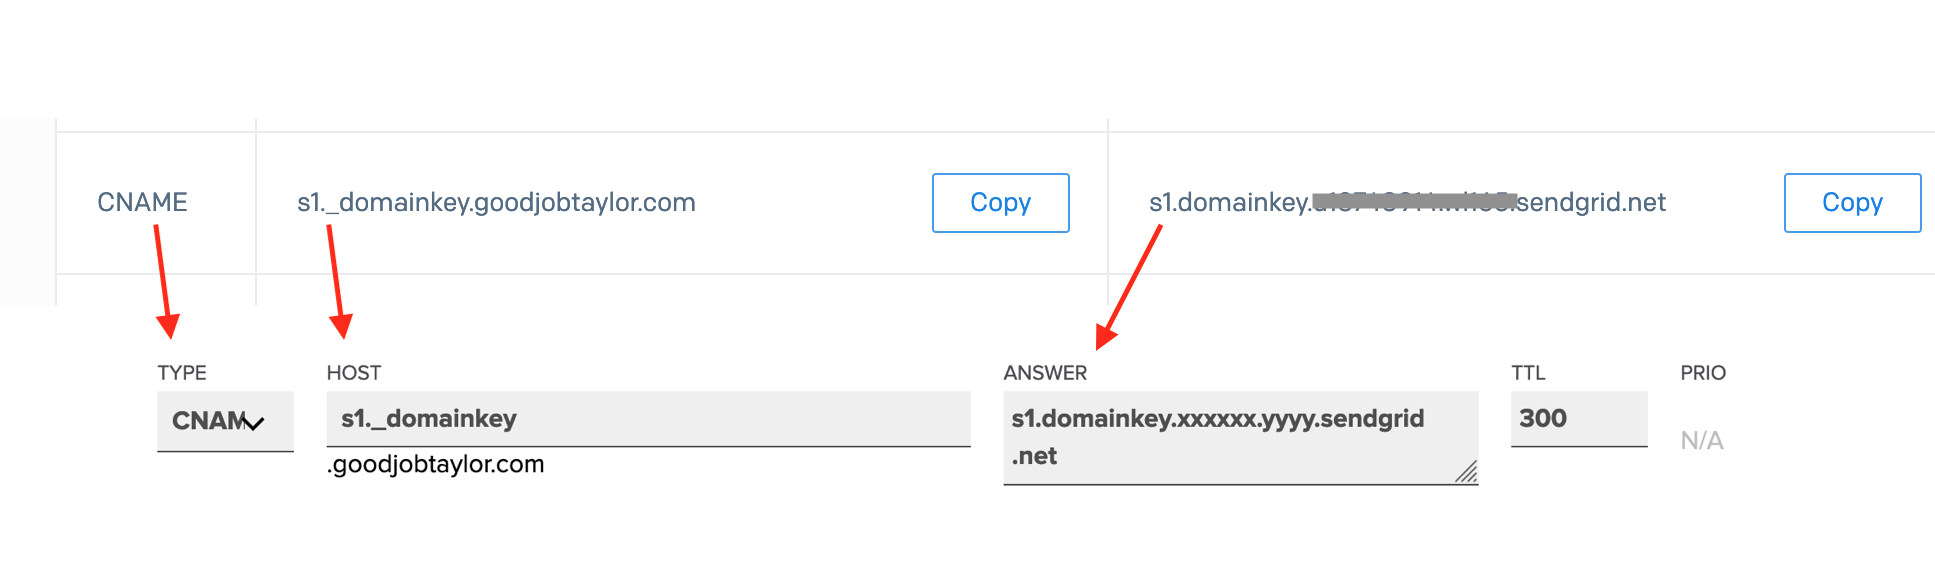 CNAME s1._domainkey.goodjobtaylor.com Copy s1.domainkey. .sendgrid.net Copy
TYPE HOST ANSWER TTL PRIO
CNAM s1._domainkey s1.domainkey.xxxxxx.yyyy.sendgrid 300
.net N/A
.goodjobtaylor.com